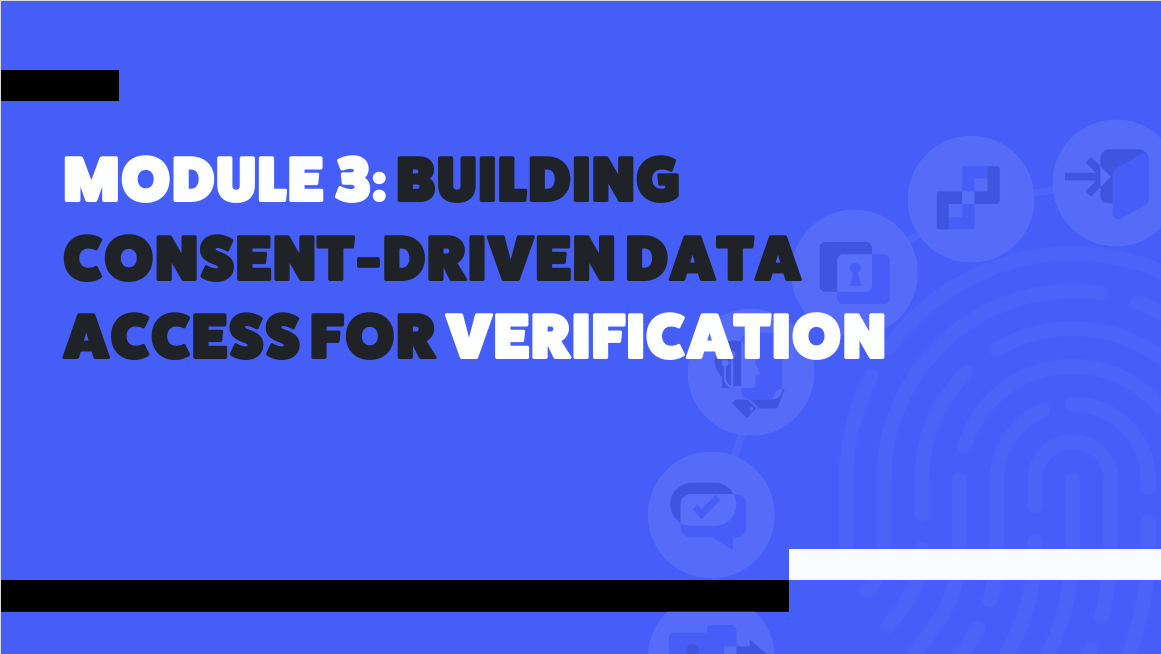 MODULE 3: BUILDING
CONSENT-DRIVEN DATA
ACCESS FOR VERIFICATION